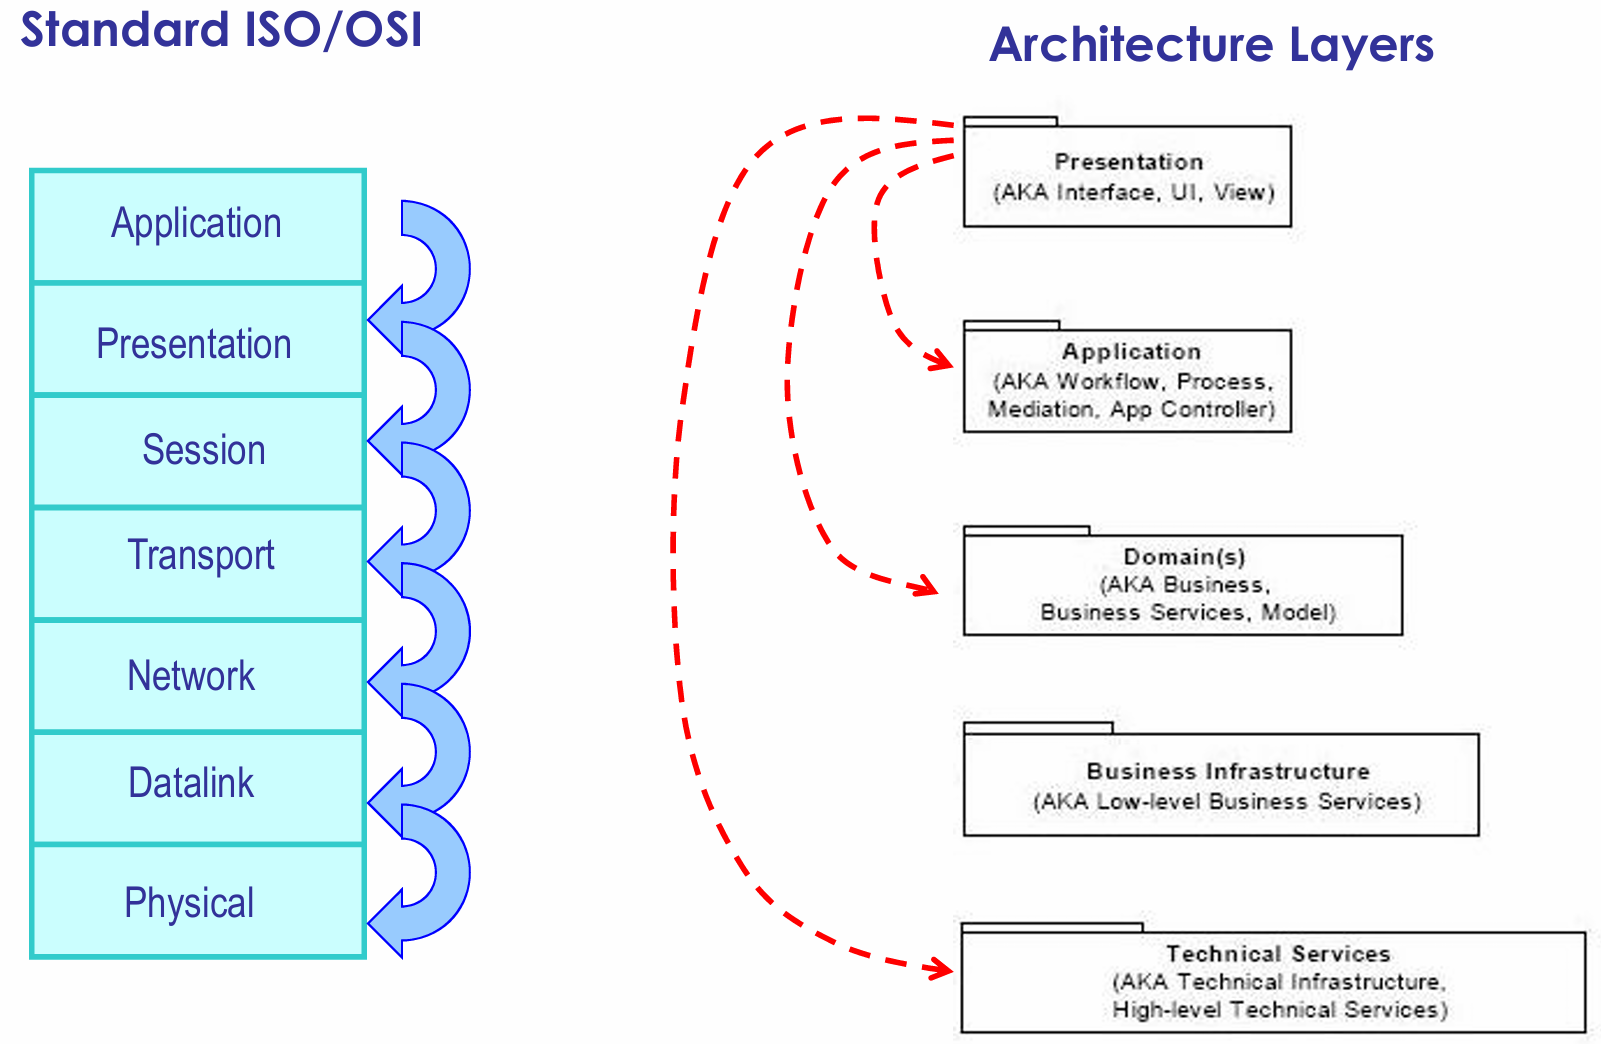 Standard ISO/OSI
Application
Presentation
Session
Transport
Network
Datalink
Physical
Architecture Layers
Presentation
(AKA Interface, UI, View)
Application
(AKA Workflow, Process,
Mediation, App Controller)
Domain(s)
(AKA Business,
Business Services, Model)
Business Infrastructure
(AKA Low-level Business Services)
Technical Services
(AKA Technical Infrastructure,
High-level Technical Services)